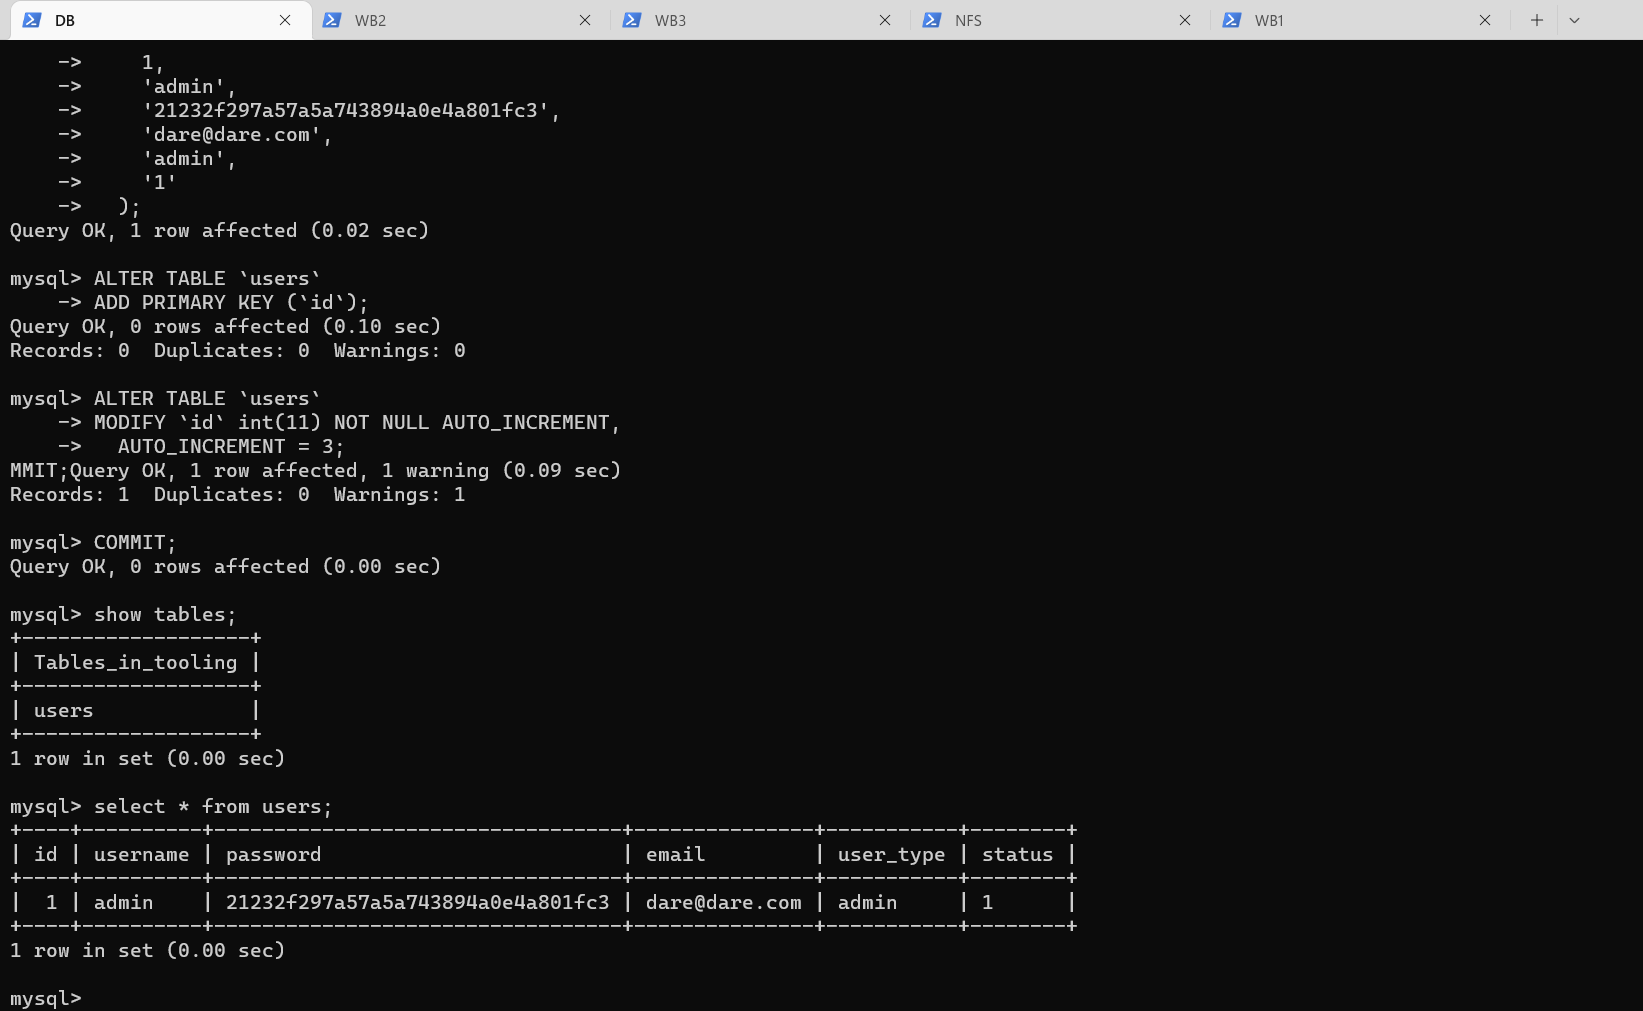 DB WB2 WB3 NFS WB1
    ->     1,
    ->     'admin',
    ->     '21232f297a57a5a743894a0e4a801fc3',
    ->     'dare@dare.com',
    ->     'admin',
    ->     '1'
    ->   );
Query OK, 1 row affected (0.02 sec)
mysql> ALTER TABLE `users`
    -> ADD PRIMARY KEY (`id`);
Query OK, 0 rows affected (0.10 sec)
Records: 0  Duplicates: 0  Warnings: 0
mysql> ALTER TABLE `users`
    -> MODIFY `id` int(11) NOT NULL AUTO_INCREMENT,
    ->   AUTO_INCREMENT = 3;
MMIT;Query OK, 1 row affected, 1 warning (0.09 sec)
Records: 1  Duplicates: 0  Warnings: 1
mysql> COMMIT;
Query OK, 0 rows affected (0.00 sec)
mysql> show tables;
+-------------------+
| Tables_in_tooling |
+-------------------+
| users             |
+-------------------+
1 row in set (0.00 sec)
mysql> select * from users;
+----+----------+----------------------------------+---------------+-----------+--------+
| id | username | password                         | email         | user_type | status |
+----+----------+----------------------------------+---------------+-----------+--------+
|  1 | admin    | 21232f297a57a5a743894a0e4a801fc3 | dare@dare.com | admin     | 1      |
+----+----------+----------------------------------+---------------+-----------+--------+
1 row in set (0.00 sec)
mysql>